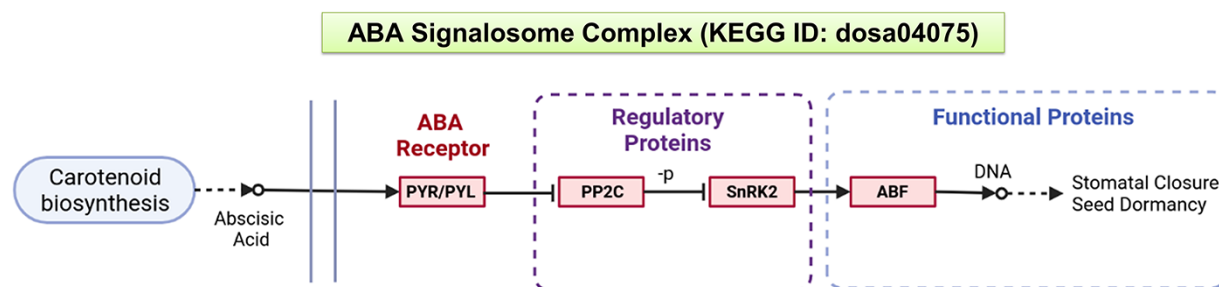 ABA Signalosome Complex (KEGG ID: dosa04075)
Carotenoid
biosynthesis
Abscisic
Acid
ABA
Receptor
PYR/PYL
Regulatory
Proteins
PP2C
-p
SnRK2
Functional Proteins
ABF
DNA
Stomatal Closure
Seed Dormancy